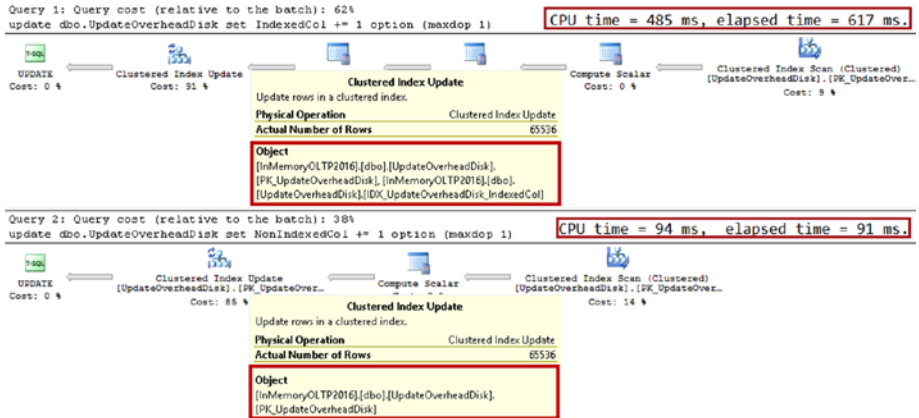 Query 1: Query cost (relative to the batch): 62%
update dbo.UpdateOverheadDisk set IndexedCol += 1 option (maxdop 1)
CPU time = 485 ms, elapsed time = 617 ms.
T-SQL
UPDATE
Cost: 0 %
Clustered Index Update
Cost: 91 %
Compute Scalar
Cost: 0 %
Clustered Index Scan (Clustered)
[UpdateOverheadDisk].[PK_UpdateOver…
Cost: 9 %
Clustered Index Update
Update rows in a clustered index.
Physical Operation Clustered Index Update
Actual Number of Rows 65536
Object
[InMemoryOLTP2016].[dbo].[UpdateOverheadDisk].
[PK_UpdateOverheadDisk], [InMemoryOLTP2016].[dbo].
[UpdateOverheadDisk].[IDX_UpdateOverheadDisk_IndexedCol]
Query 2: Query cost (relative to the batch): 38%
update dbo.UpdateOverheadDisk set NonIndexedCol += 1 option (maxdop 1)
CPU time = 94 ms, elapsed time = 91 ms.
T-SQL
UPDATE
Cost: 0 %
Clustered Index Update
[UpdateOverheadDisk].[PK_UpdateOver…
Cost: 85 %
Compute Scalar
Clustered Index Scan (Clustered)
[UpdateOverheadDisk].[PK_UpdateOver…
Cost: 14 %
Clustered Index Update
Update rows in a clustered index.
Physical Operation Clustered Index Update
Actual Number of Rows 65536
Object
[InMemoryOLTP2016].[dbo].[UpdateOverheadDisk].
[PK_UpdateOverheadDisk]